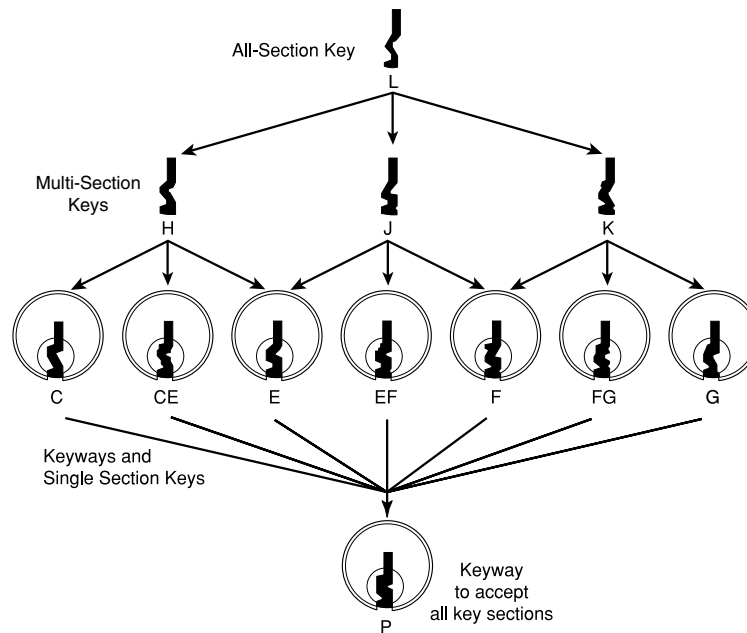 All-Section Key
L
Multi-Section
Keys
H
J
K
C
CE
E
EF
F
FG
G
Keyways and
Single Section Keys
Keyway
to accept
all key sections
P